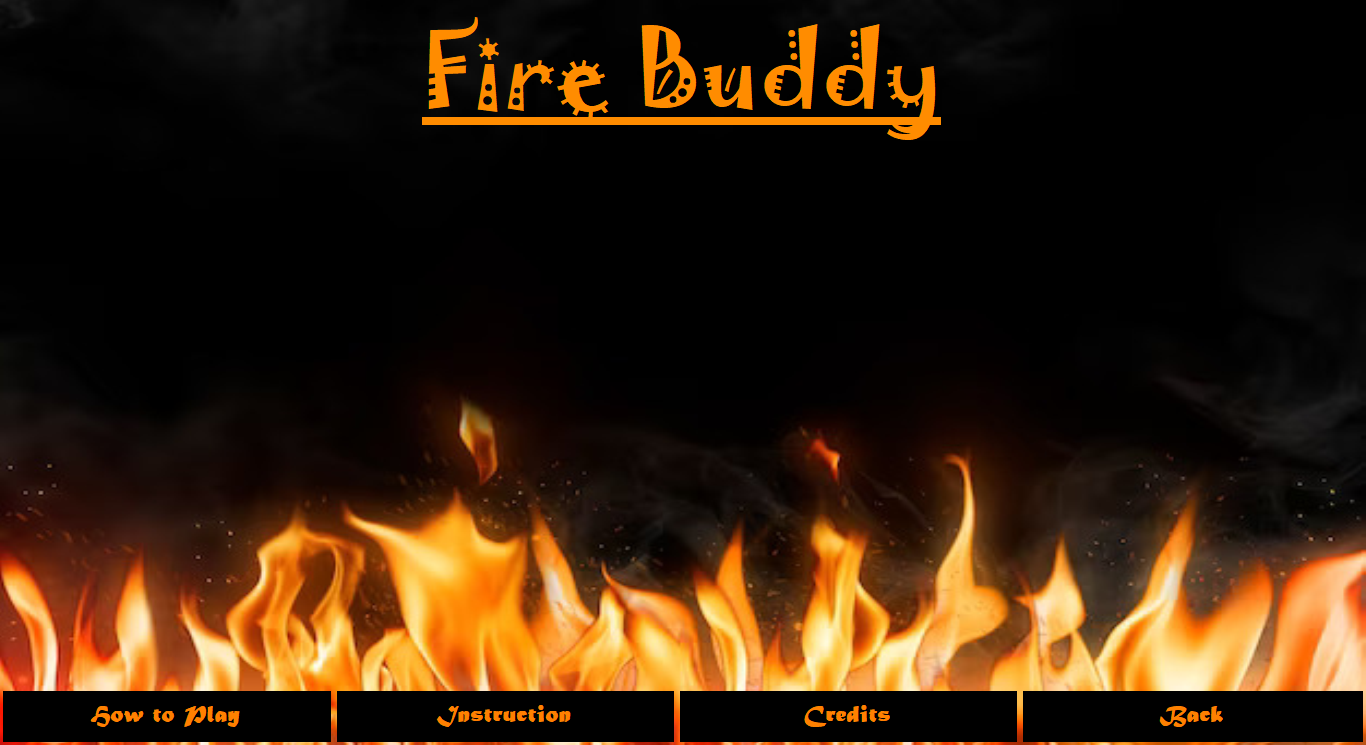 Fire Buddy
How to Play
Instruction
Credits
Back